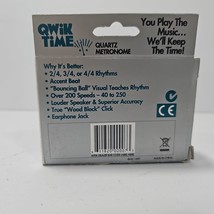 QWIK
TIME
QUARTZ
METRONOME
You Play The
Music...
We'll Keep
The Time!
Why It's Better:
• 2/4, 3/4, or 4/4 Rhythms
• Accent Beat
• "Bouncing Ball" Visual Teaches Rhythm
• Over 200 Speeds – 40 to 250
• Louder Speaker & Superior Accuracy
• True "Wood Block" Click
• Earphone Jack
CE